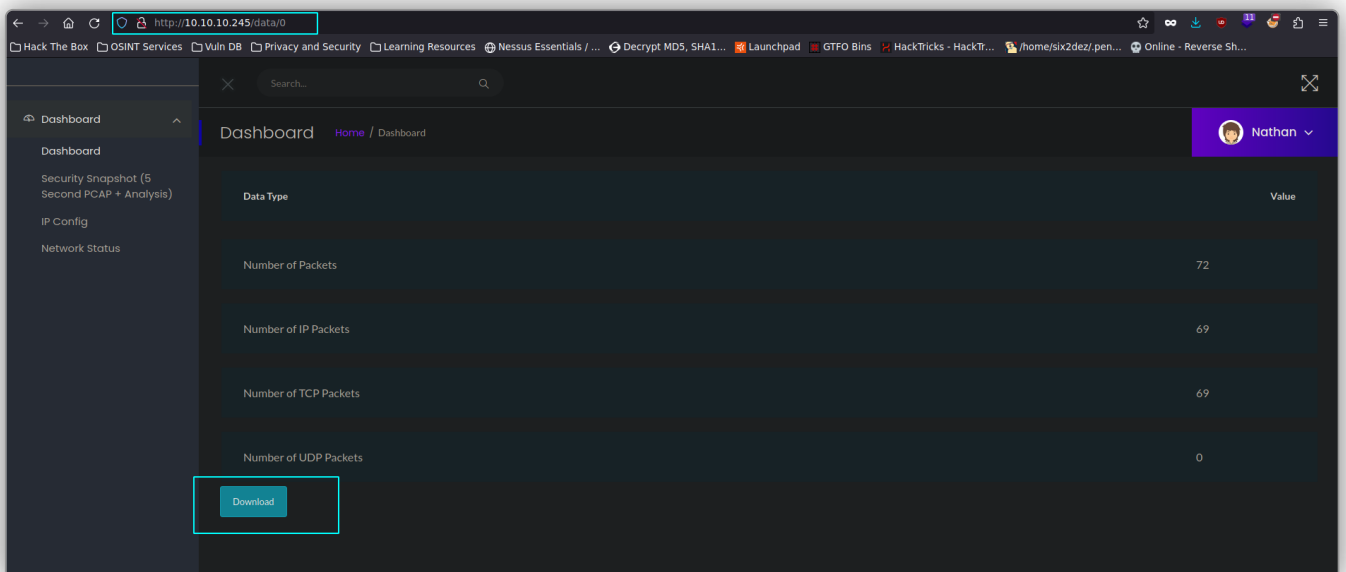 http://10.10.10.245/data/0
11
Hack The Box OSINT Services Vuln DB Privacy and Security Learning Resources Nessus Essentials / ... Decrypt MD5, SHA1... Launchpad GTFO Bins HackTricks - HackTr... /home/six2dez/.pen... Online - Reverse Sh...
Search...
Dashboard
Dashboard
Security Snapshot (5
Second PCAP + Analysis)
IP Config
Network Status
Dashboard Home / Dashboard
Nathan
Data Type Value
Number of Packets 72
Number of IP Packets 69
Number of TCP Packets 69
Number of UDP Packets 0
Download